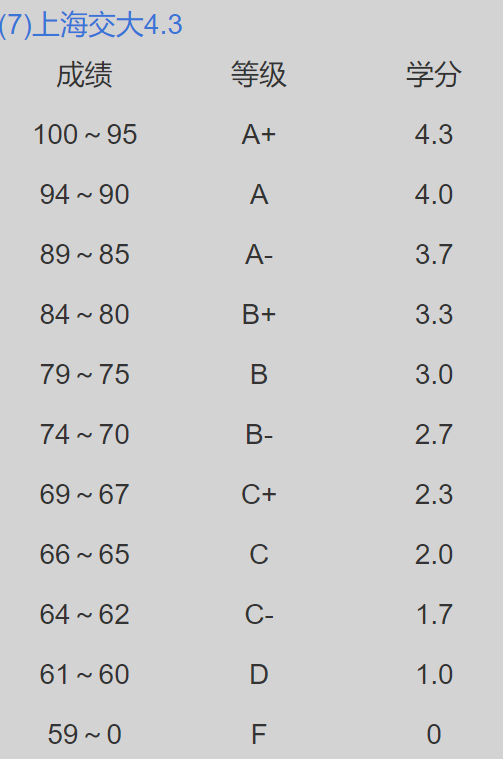 (7)上海交大4.3
成绩 等级 学分
100～95 A+ 4.3
94～90 A 4.0
89～85 A- 3.7
84～80 B+ 3.3
79～75 B 3.0
74～70 B- 2.7
69～67 C+ 2.3
66～65 C 2.0
64～62 C- 1.7
61～60 D 1.0
59～0 F 0